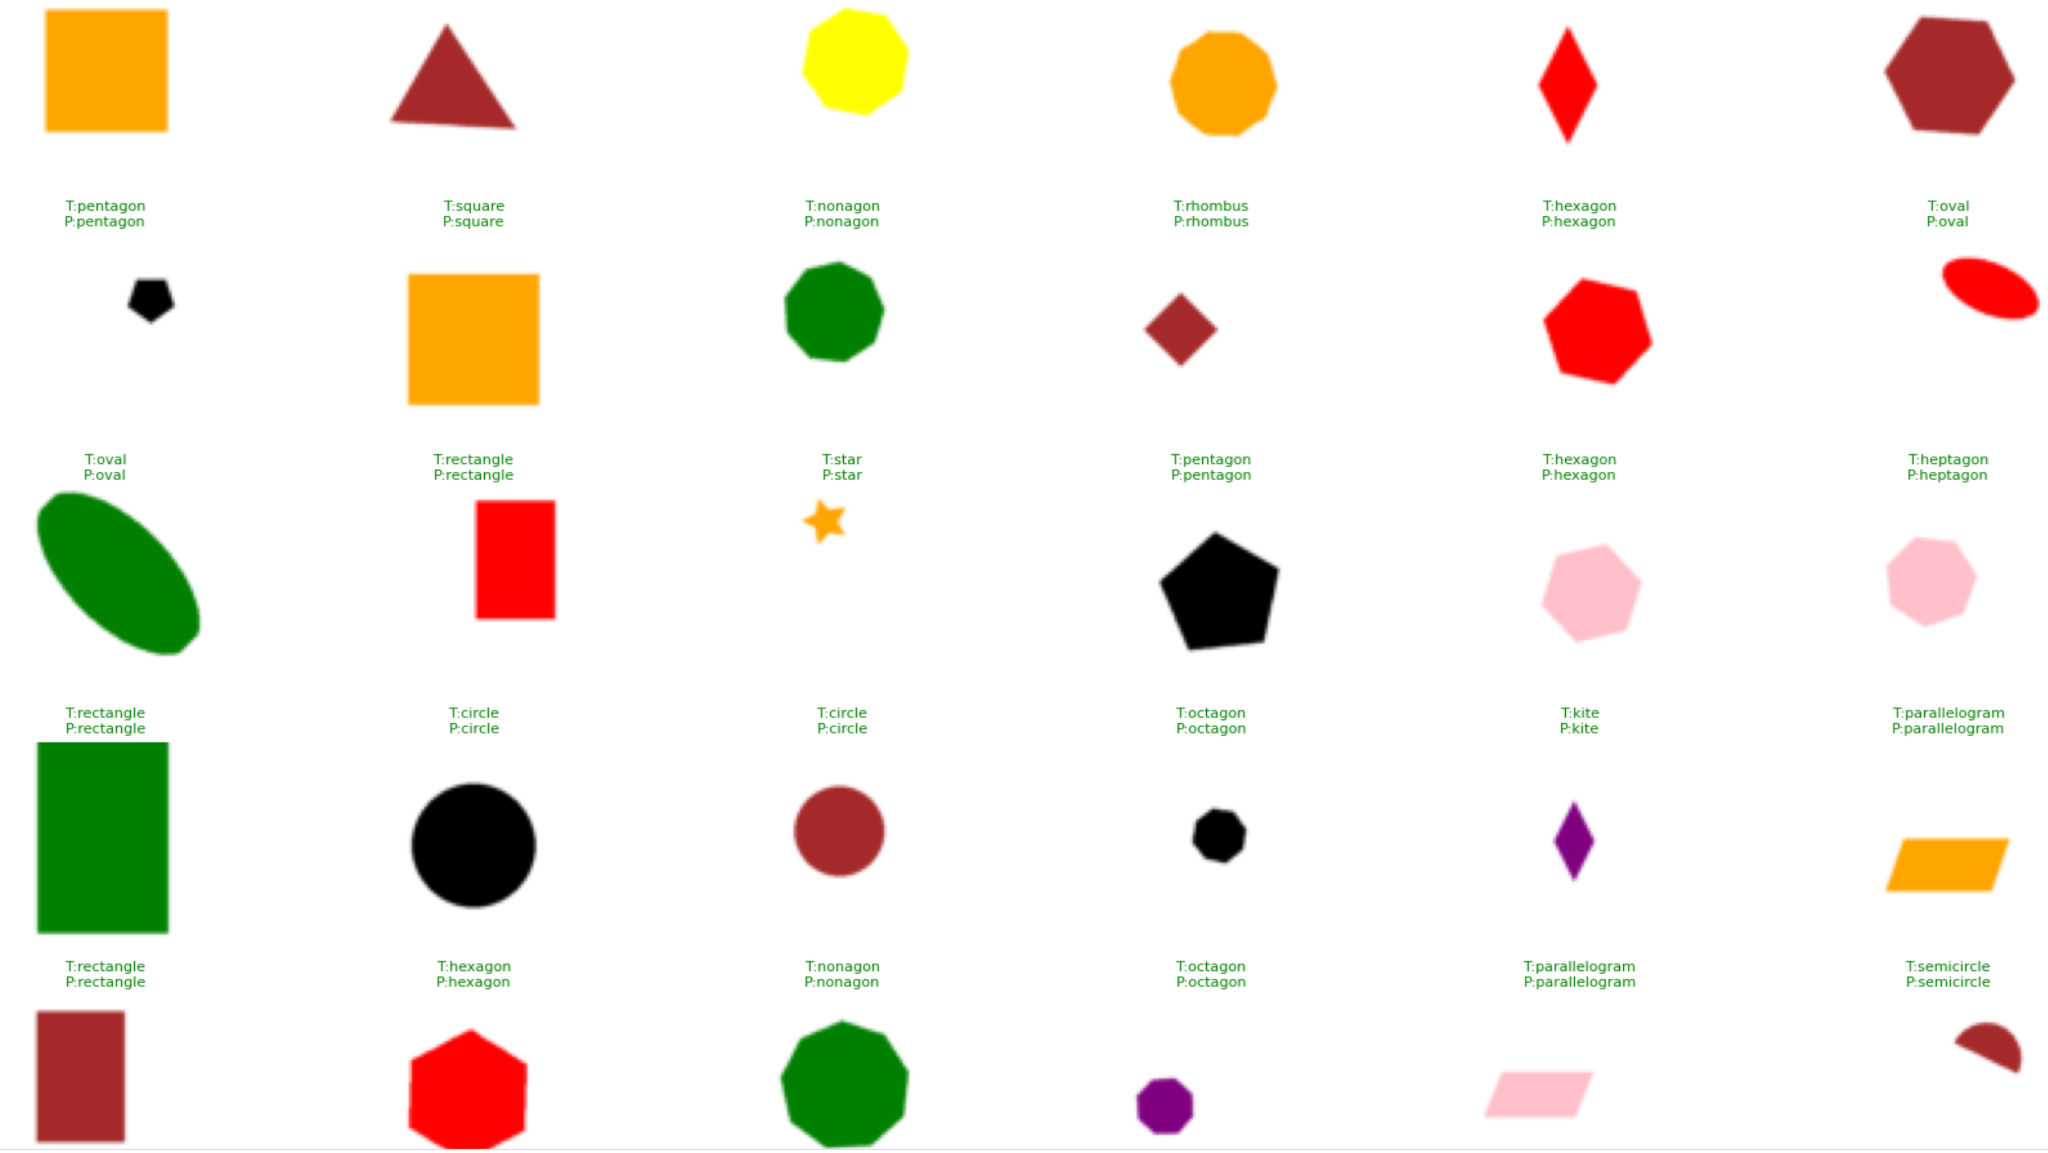 T:pentagon
P:pentagon
T:square
P:square
T:nonagon
P:nonagon
T:rhombus
P:rhombus
T:hexagon
P:hexagon
T:oval
P:oval
T:oval
P:oval
T:rectangle
P:rectangle
T:star
P:star
T:pentagon
P:pentagon
T:hexagon
P:hexagon
T:heptagon
P:heptagon
T:rectangle
P:rectangle
T:circle
P:circle
T:circle
P:circle
T:octagon
P:octagon
T:kite
P:kite
T:parallelogram
P:parallelogram
T:rectangle
P:rectangle
T:hexagon
P:hexagon
T:nonagon
P:nonagon
T:octagon
P:octagon
T:parallelogram
P:parallelogram
T:semicircle
P:semicircle